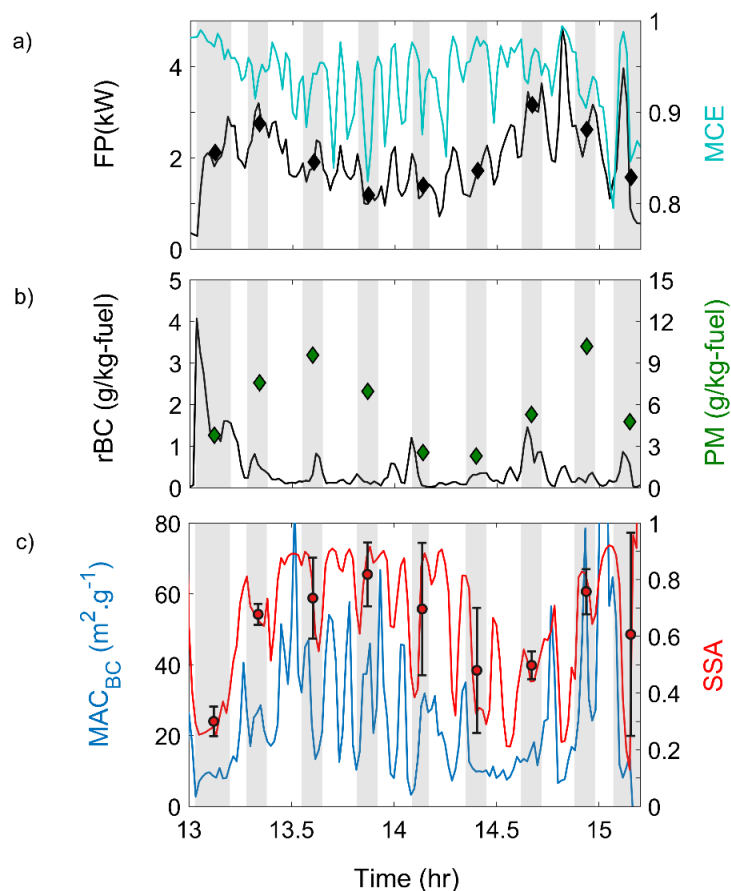 a)
FP(kW)
4
2
0
1
0.9
0.8
MCE
b)
rBC (g/kg-fuel)
5
4
3
2
1
0
15
12
9
6
3
0
PM (g/kg-fuel)
c)
MAC_BC (m².g⁻¹)
80
60
40
20
0
1
0.8
0.6
0.4
0.2
0
SSA
13 13.5 14 14.5 15
Time (hr)